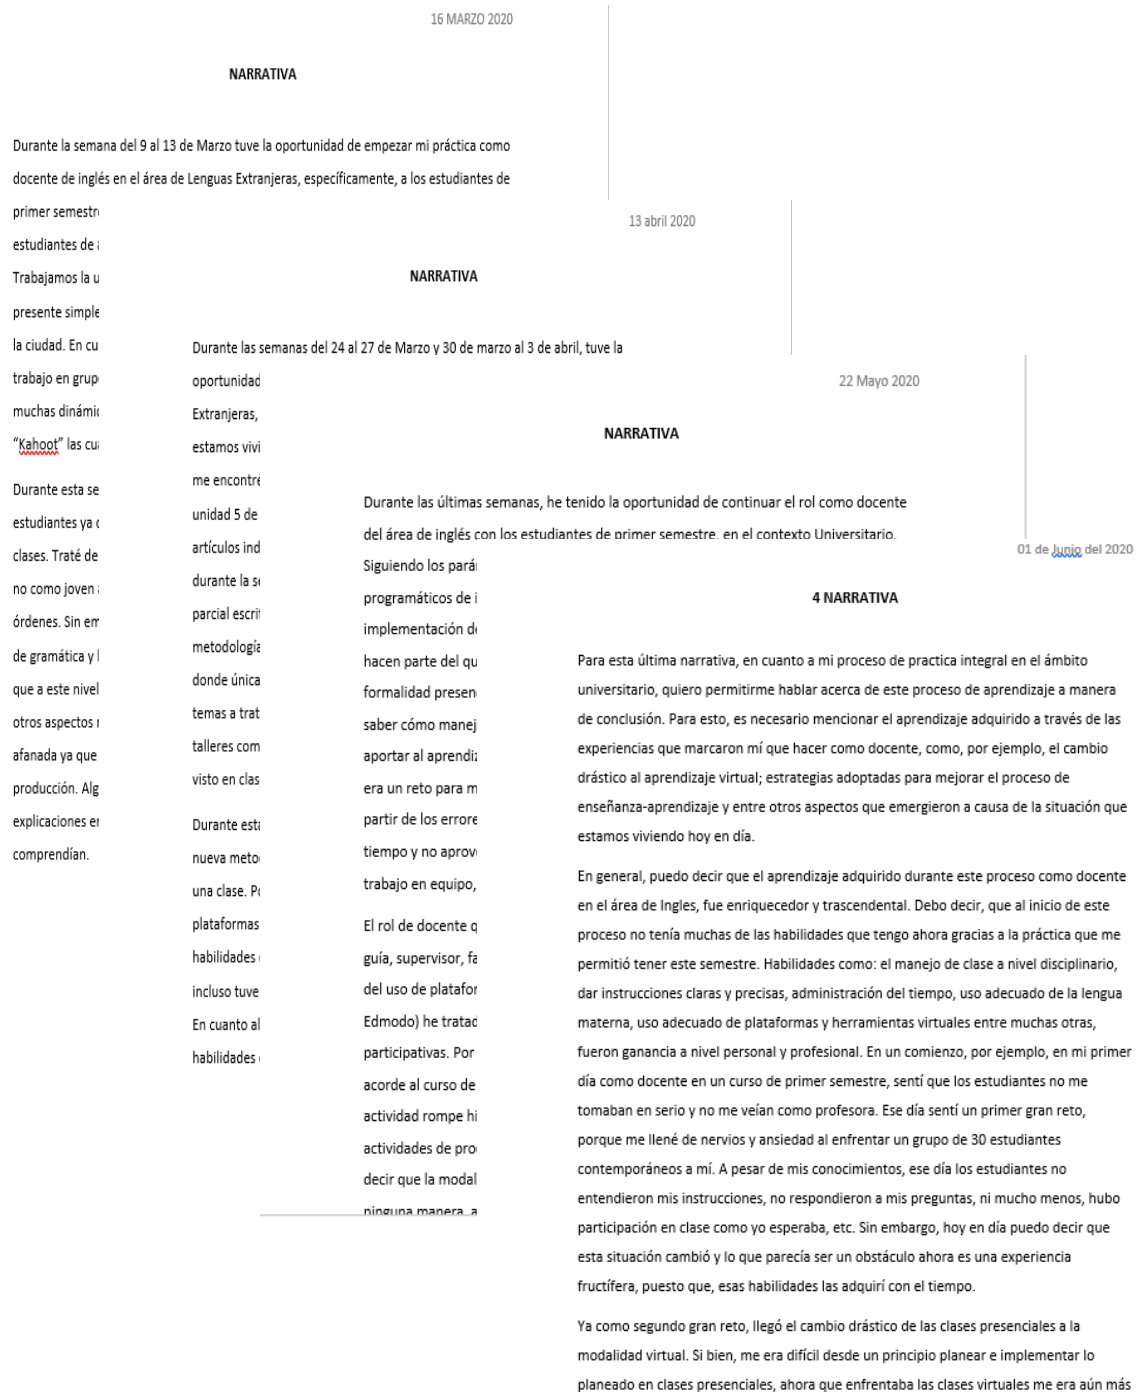 16 MARZO 2020
NARRATIVA
Durante la semana del 9 al 13 de Marzo tuve la oportunidad de empezar mi práctica como
docente de inglés en el área de Lenguas Extranjeras, específicamente, a los estudiantes de
primer semestr
estudiantes de
Trabajamos la u
presente simple
la ciudad. En cu
trabajo en grup
muchas dinámic
“Kahoot” las cu
Durante esta se
estudiantes ya
clases. Traté de
no como joven
órdenes. Sin em
de gramática y
que a este nivel
otros aspectos
afanada ya que
producción. Alg
explicaciones e
comprendían.
13 abril 2020
NARRATIVA
Durante las semanas del 24 al 27 de Marzo y 30 de marzo al 3 de abril, tuve la
oportunidad
Extranjeras,
estamos vivi
me encontré
unidad 5 de
artículos ind
durante la s
parcial escrit
metodología
donde única
temas a trat
talleres com
visto en clas
Durante esta
nueva meto
una clase. P
plataformas
habilidades
incluso tuve
En cuanto al
habilidades
22 Mayo 2020
NARRATIVA
Durante las últimas semanas, he tenido la oportunidad de continuar el rol como docente
del área de inglés con los estudiantes de primer semestre, en el contexto Universitario.
Siguiendo los pará
programáticos de i
implementación d
hacen parte del qu
formalidad presen
saber cómo manej
aportar al aprendiz
era un reto para m
partir de los errore
tiempo y no aprov
trabajo en equipo,
El rol de docente q
guía, supervisor, fa
del uso de platafor
Edmodo) he tratad
participativas. Por
acorde al curso de
actividad rompe hi
actividades de pro
decir que la modal
ninguna manera, a
01 de Junio del 2020
4 NARRATIVA
Para esta última narrativa, en cuanto a mi proceso de practica integral en el ámbito
universitario, quiero permitirme hablar acerca de este proceso de aprendizaje a manera
de conclusión. Para esto, es necesario mencionar el aprendizaje adquirido a través de las
experiencias que marcaron mí que hacer como docente, como, por ejemplo, el cambio
drástico al aprendizaje virtual; estrategias adoptadas para mejorar el proceso de
enseñanza-aprendizaje y entre otros aspectos que emergieron a causa de la situación que
estamos viviendo hoy en día.
En general, puedo decir que el aprendizaje adquirido durante este proceso como docente
en el área de Ingles, fue enriquecedor y trascendental. Debo decir, que al inicio de este
proceso no tenía muchas de las habilidades que tengo ahora gracias a la práctica que me
permitió tener este semestre. Habilidades como: el manejo de clase a nivel disciplinario,
dar instrucciones claras y precisas, administración del tiempo, uso adecuado de la lengua
materna, uso adecuado de plataformas y herramientas virtuales entre muchas otras,
fueron ganancia a nivel personal y profesional. En un comienzo, por ejemplo, en mi primer
día como docente en un curso de primer semestre, sentí que los estudiantes no me
tomaban en serio y no me veían como profesora. Ese día sentí un primer gran reto,
porque me llené de nervios y ansiedad al enfrentar un grupo de 30 estudiantes
contemporáneos a mí. A pesar de mis conocimientos, ese día los estudiantes no
entendieron mis instrucciones, no respondieron a mis preguntas, ni mucho menos, hubo
participación en clase como yo esperaba, etc. Sin embargo, hoy en día puedo decir que
esta situación cambió y lo que parecía ser un obstáculo ahora es una experiencia
fructífera, puesto que, esas habilidades las adquirí con el tiempo.
Ya como segundo gran reto, llegó el cambio drástico de las clases presenciales a la
modalidad virtual. Si bien, me era difícil desde un principio planear e implementar lo
planeado en clases presenciales, ahora que enfrentaba las clases virtuales me era aún más